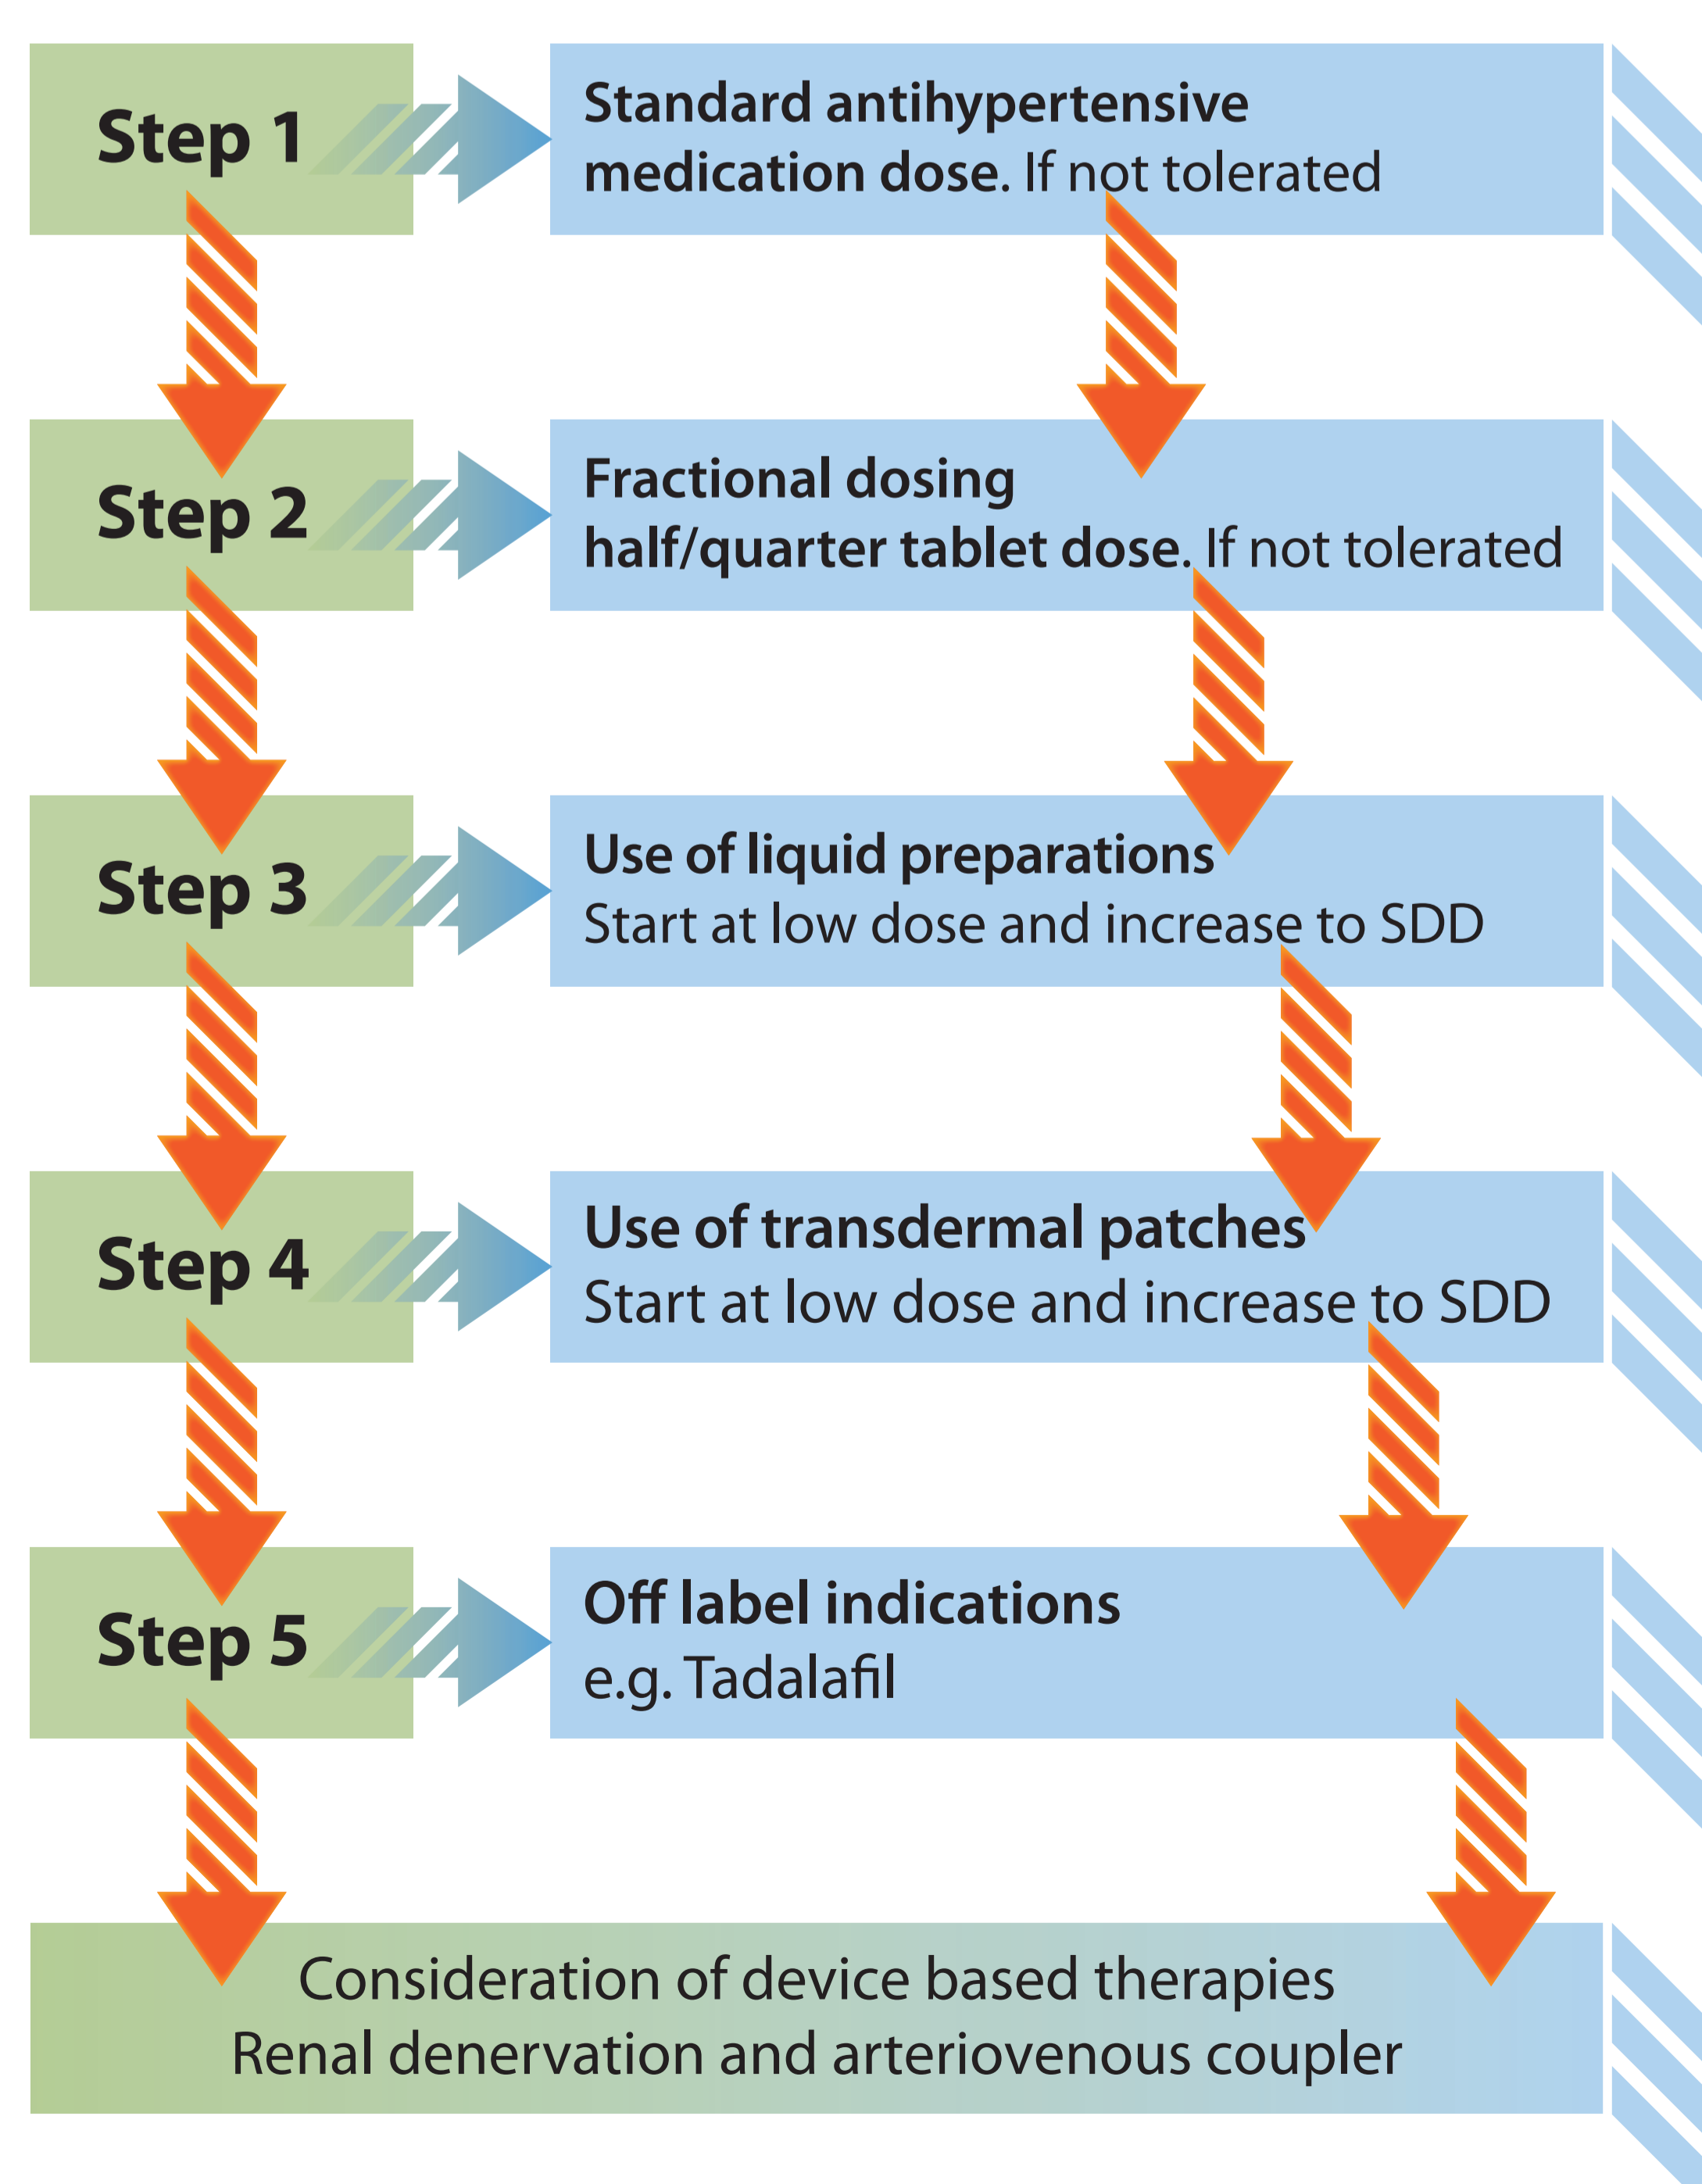 Step 1
Standard antihypertensive
medication dose. If not tolerated
Step 2
Fractional dosing
half/quarter tablet dose. If not tolerated
Step 3
Use of liquid preparations
Start at low dose and increase to SDD
Step 4
Use of transdermal patches
Start at low dose and increase to SDD
Step 5
Off label indications
e.g. Tadalafil
Consideration of device based therapies
Renal denervation and arteriovenous coupler